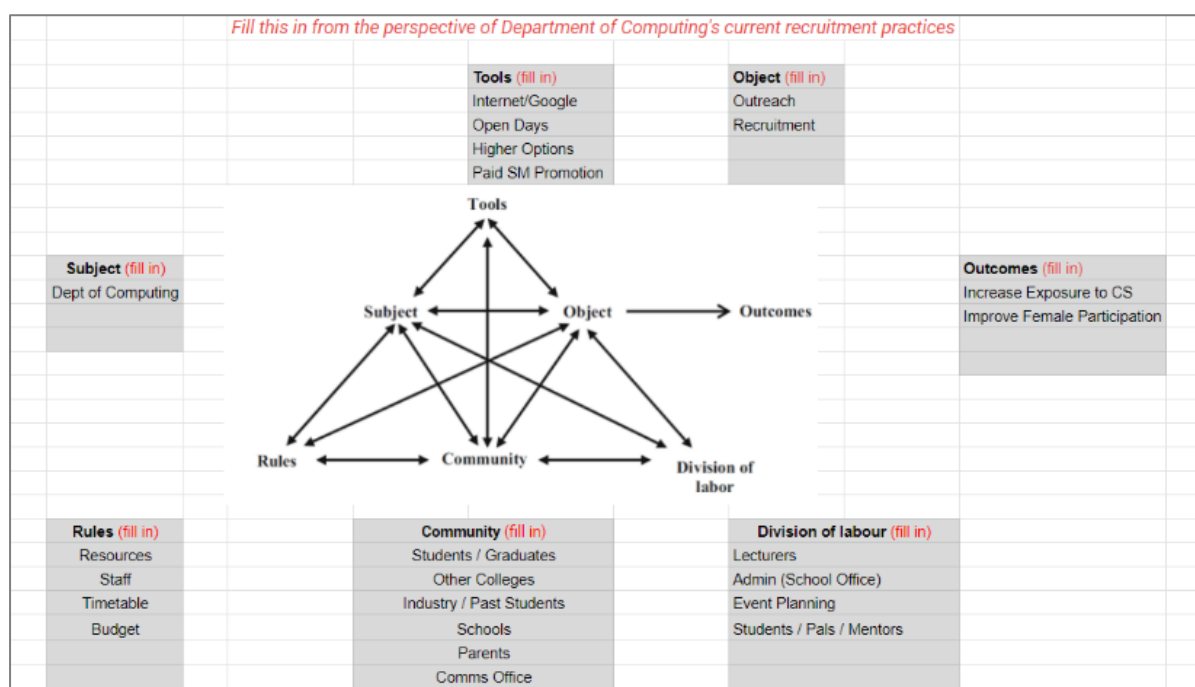 Fill this in from the perspective of Department of Computing's current recruitment practices
Tools (fill in)
Internet/Google
Open Days
Higher Options
Paid SM Promotion
Object (fill in)
Outreach
Recruitment
Subject (fill in)
Dept of Computing
Tools
Subject
Object
Outcomes
Rules
Community
Division of
labor
Outcomes (fill in)
Increase Exposure to CS
Improve Female Participation
Rules (fill in)
Resources
Staff
Timetable
Budget
Community (fill in)
Students / Graduates
Other Colleges
Industry / Past Students
Schools
Parents
Comms Office
Division of labour (fill in)
Lecturers
Admin (School Office)
Event Planning
Students / Pals / Mentors